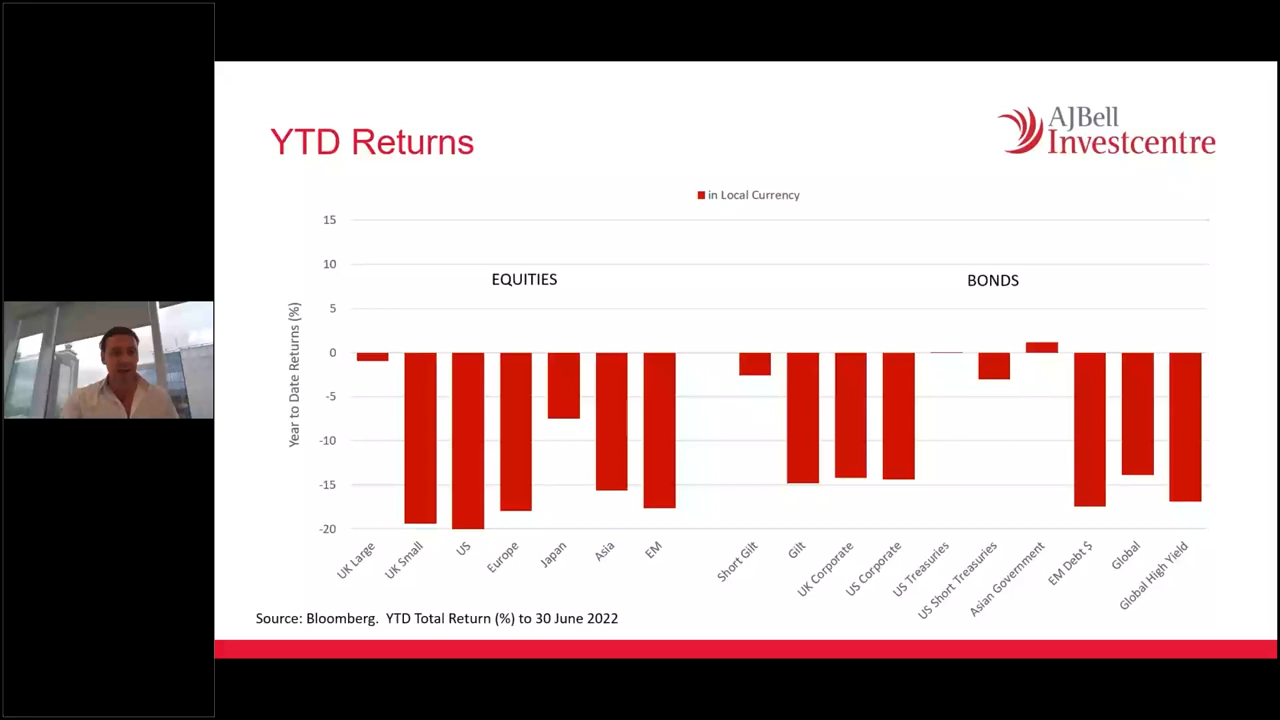 YTD Returns
AJBell
Investcentre
in Local Currency
15
10
5
0
-5
-10
-15
-20
Year to Date Returns (%)
EQUITIES
BONDS
UK Large
UK Small
US
Europe
Japan
Asia
EM
Short Gilt
Gilt
UK Corporate
US Corporate
US Treasuries
US Short Treasuries
Asian Government
EM Debt $
Global
Global High Yield
Source: Bloomberg. YTD Total Return (%) to 30 June 2022